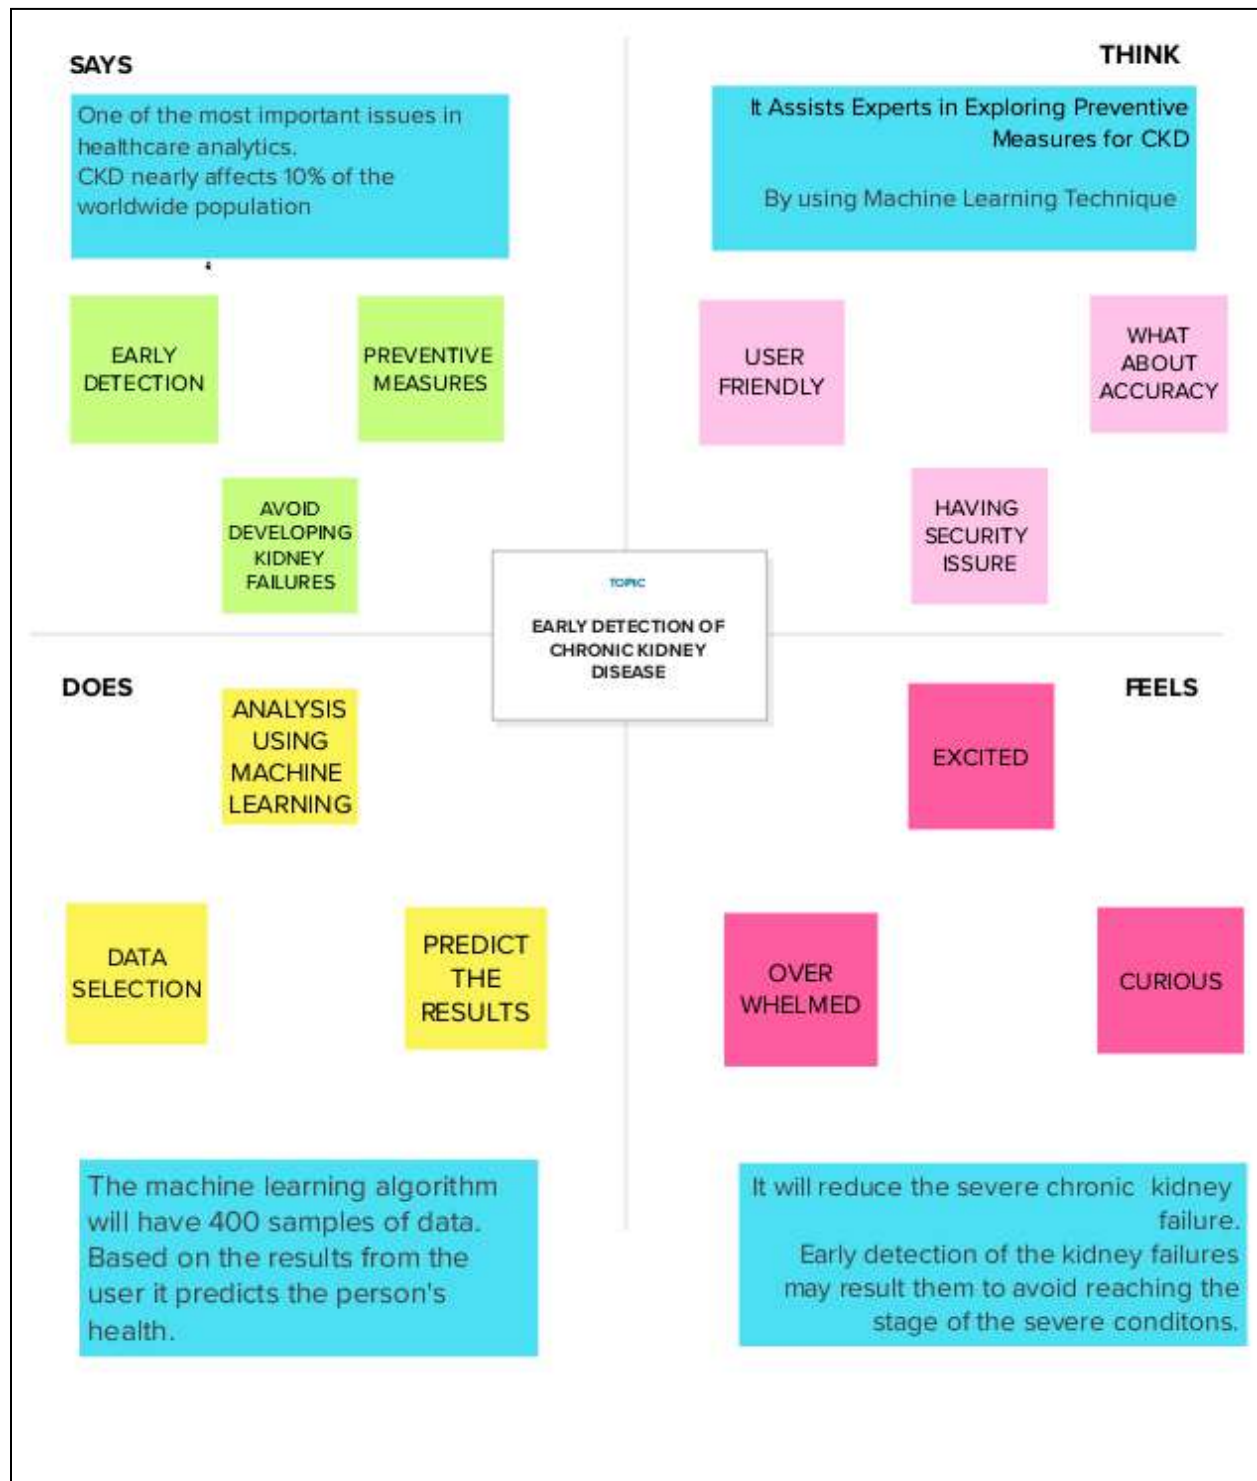 SAYS
One of the most important issues in
healthcare analytics.
CKD nearly affects 10% of the
worldwide population
EARLY
DETECTION
PREVENTIVE
MEASURES
AVOID
DEVELOPING
KIDNEY
FAILURES
THINK
It Assists Experts in Exploring Preventive
Measures for CKD
By using Machine Learning Technique
USER
FRIENDLY
WHAT
ABOUT
ACCURACY
HAVING
SECURITY
ISSURE
TOPIC
EARLY DETECTION OF
CHRONIC KIDNEY
DISEASE
DOES
ANALYSIS
USING
MACHINE
LEARNING
DATA
SELECTION
PREDICT
THE
RESULTS
The machine learning algorithm
will have 400 samples of data.
Based on the results from the
user it predicts the person's
health.
FEELS
EXCITED
OVER
WHELMED
CURIOUS
It will reduce the severe chronic kidney
failure.
Early detection of the kidney failures
may result them to avoid reaching the
stage of the severe conditons.